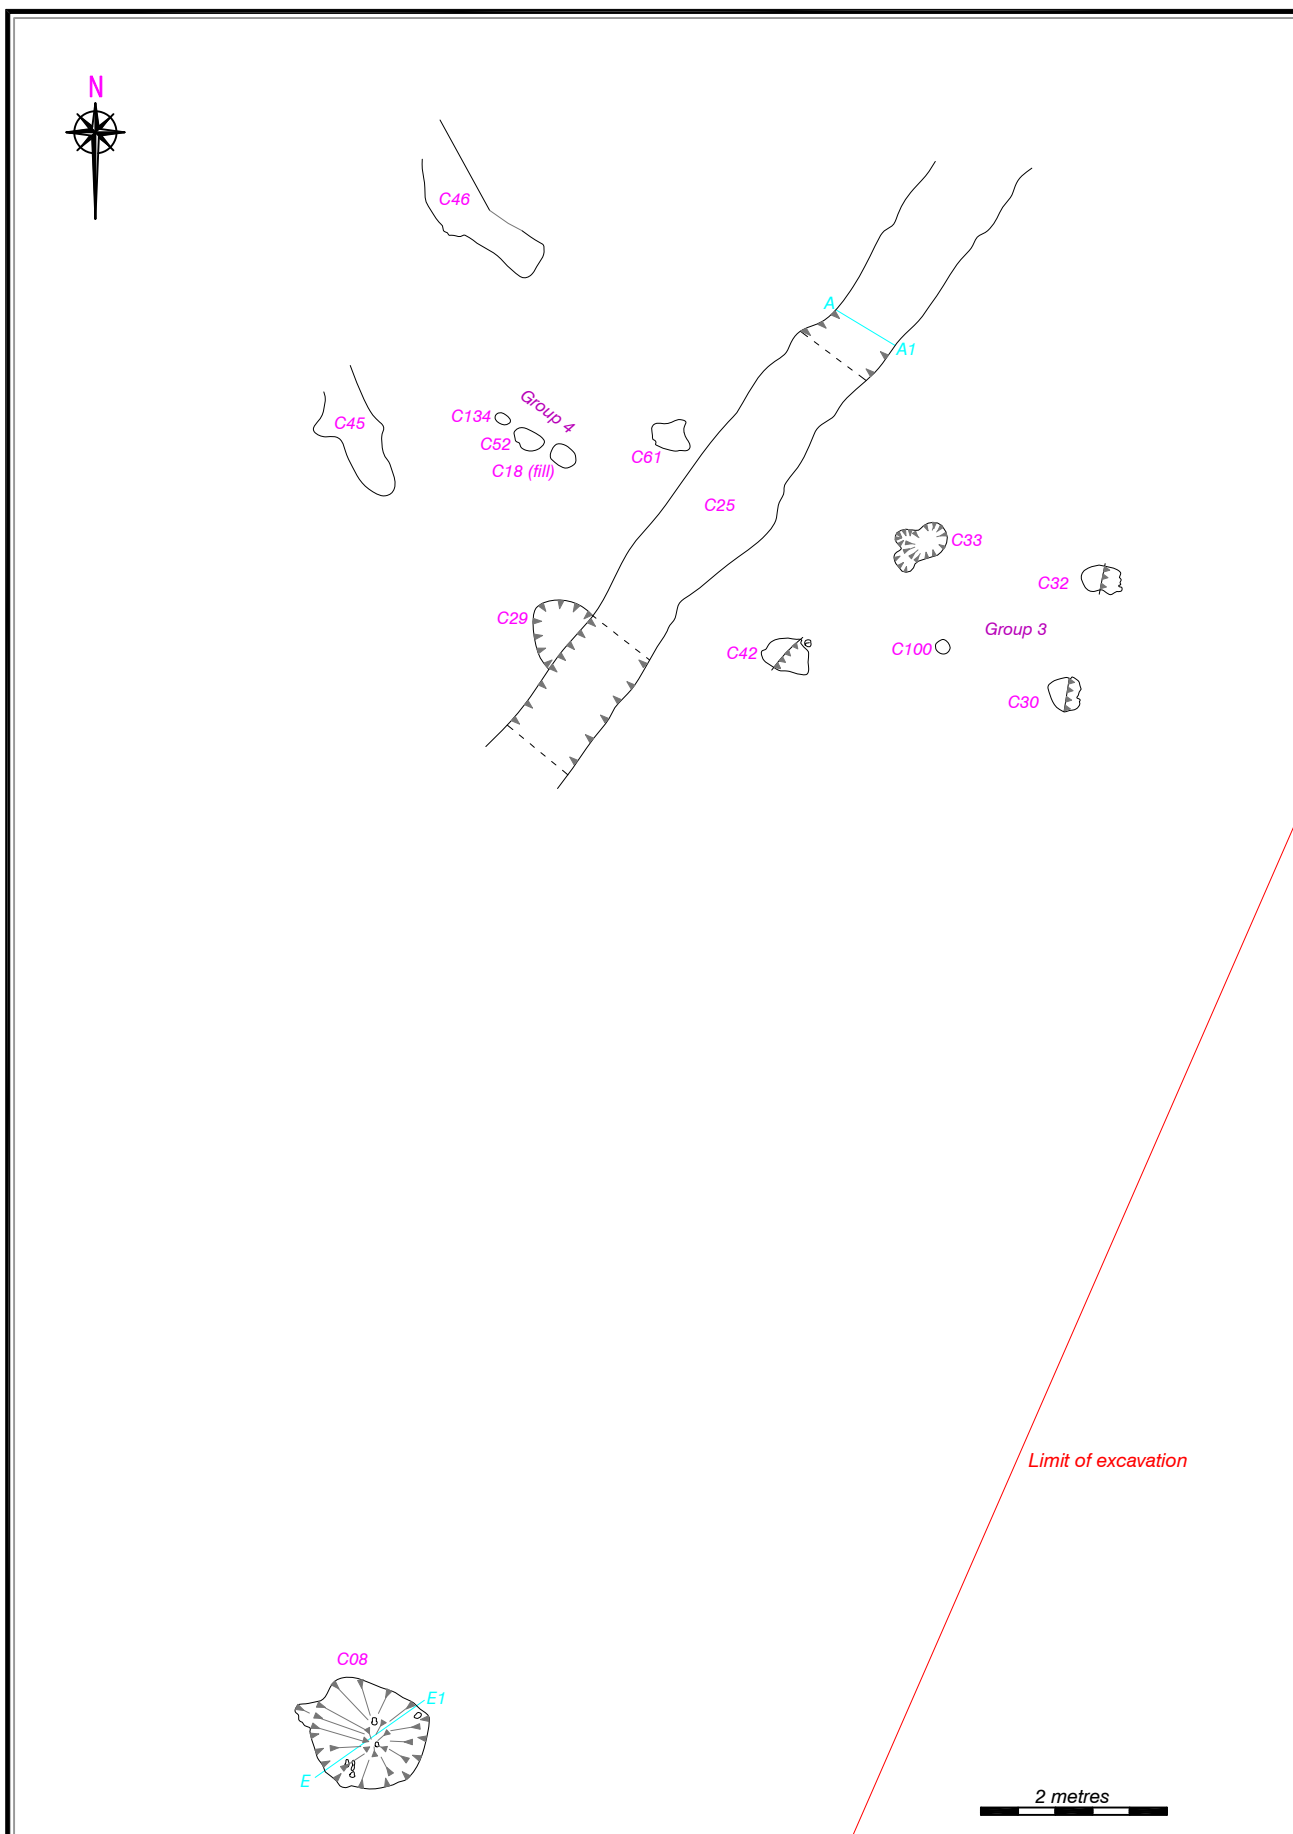 N
C46
A
A1
Group 4
C134
C52
C18 (fill)
C45
C61
C25
C33
C32
C29
Group 3
C42
C100
C30
Limit of excavation
C08
E1
E
2 metres